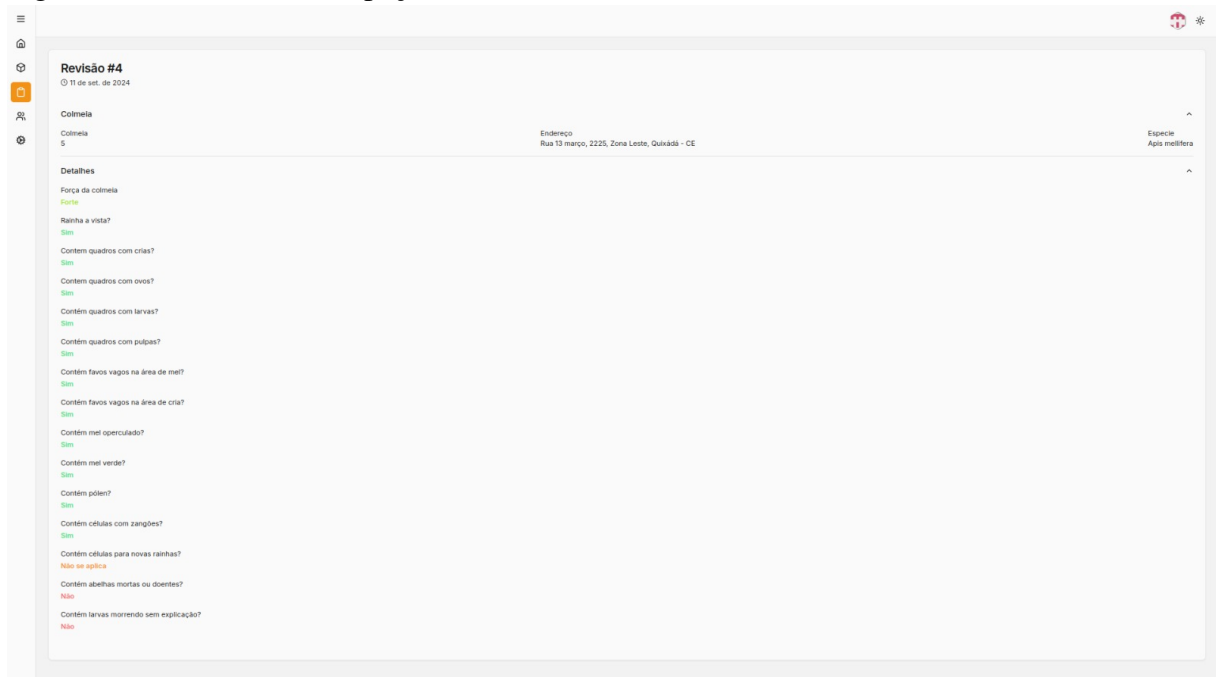 Revisão #4
11 de set. de 2024
Colmeia
Colmeia Endereço Especie
S Rua 13 março, 2225, Zona Leste, Quixadá - CE Apis mellifera
Detalhes
Força da colmeia
Forte
Rainha a vista?
Sim
Contem quadros com crias?
Sim
Contem quadros com ovos?
Sim
Contém quadros com larvas?
Sim
Contém quadros com pulpas?
Sim
Contém favos vagos na área de mel?
Sim
Contém favos vagos na área de cria?
Sim
Contém mel operculado?
Sim
Contém mel verde?
Sim
Contém pólen?
Sim
Contém células com zangões?
Sim
Contém células para novas rainhas?
Não se aplica
Contém abelhas mortas ou doentes?
Não
Contém larvas morrendo sem explicação?
Não